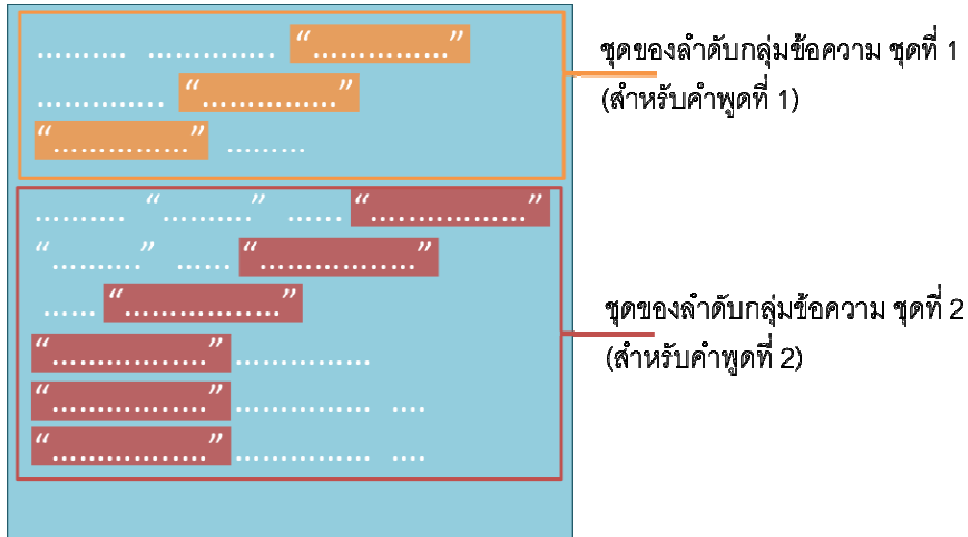 .......... .............. “...............”
ชุดของลำดับกลุ่มข้อความ ชุดที่ 1
(สำหรับคำพูดที่ 1)
.............. “...............”
“...............” .........
.......... “..........” ...... “.................”
“..........” ...... “.................”
ชุดของลำดับกลุ่มข้อความ ชุดที่ 2
(สำหรับคำพูดที่ 2)
...... “.................”
“.................” ...............
“.................” ............... ....
“.................” ............... ....